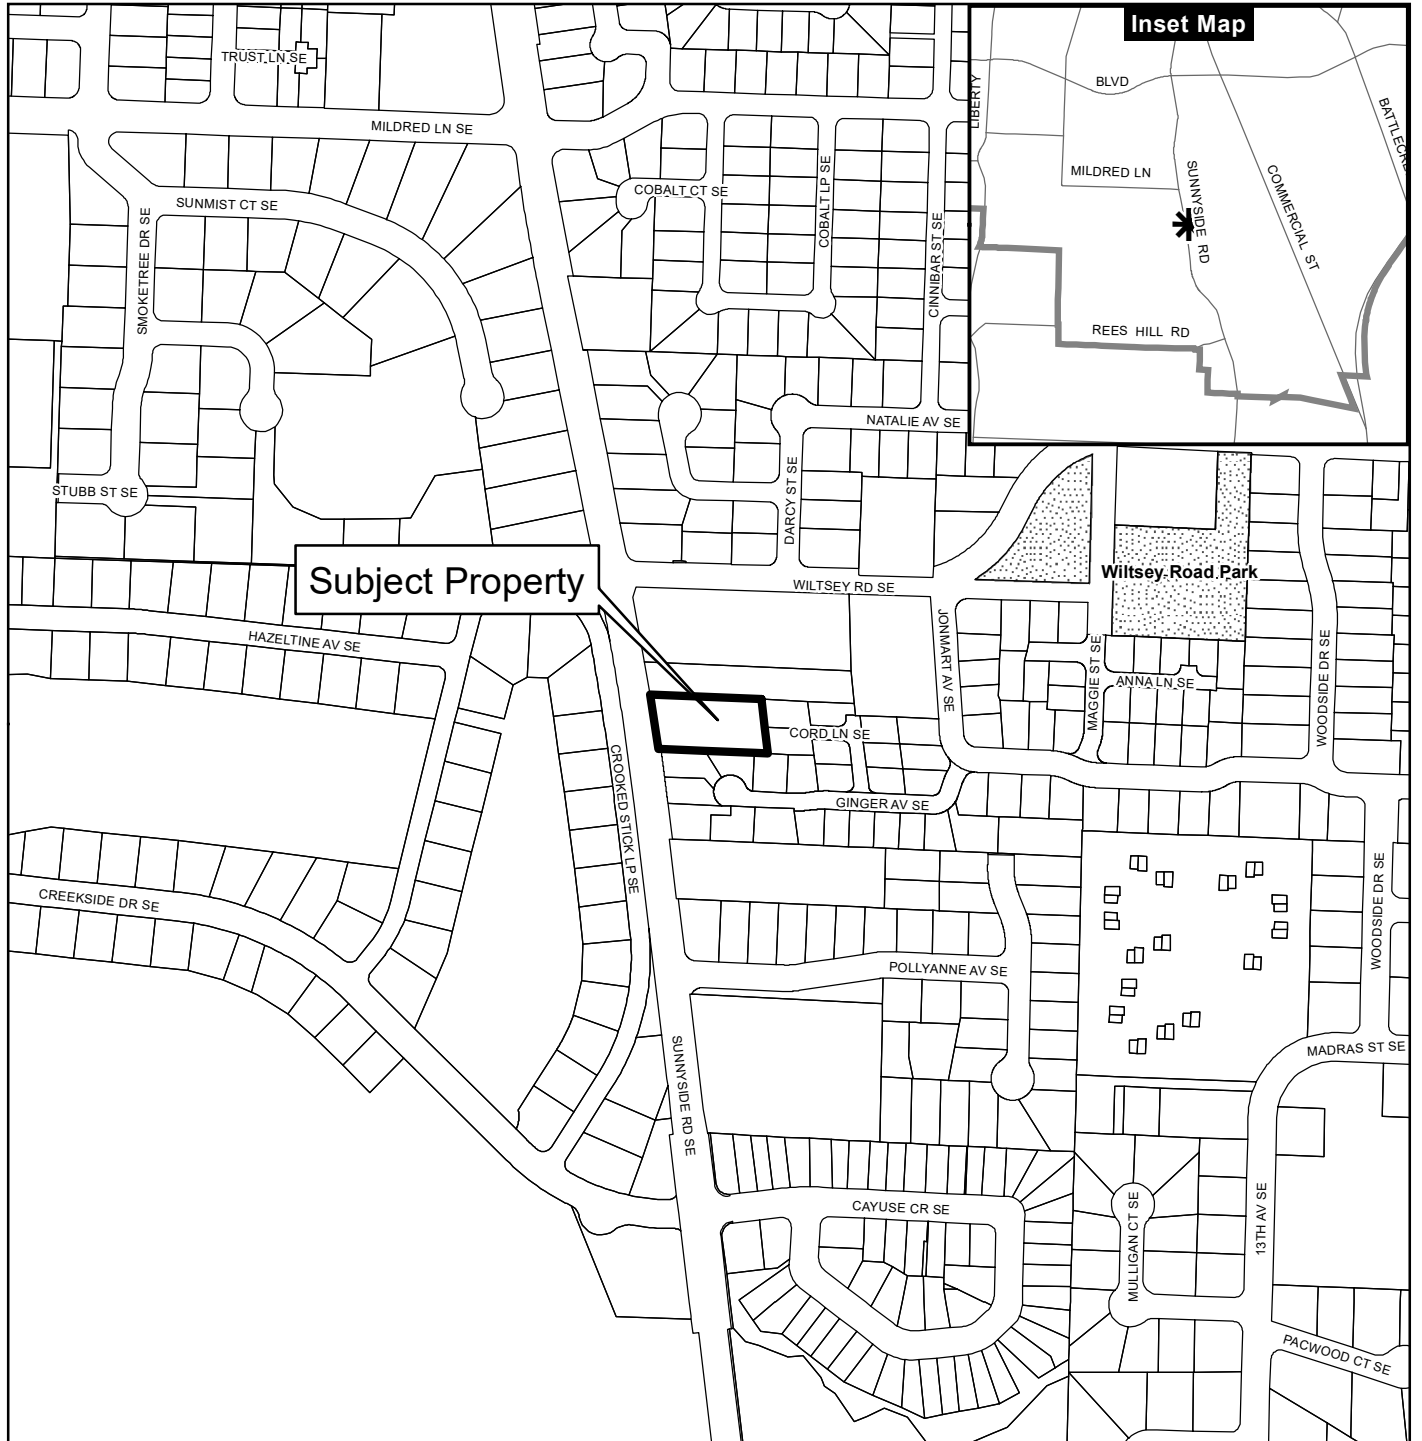 Inset Map
TRUST LN SE
BLVD
LIBERTY
MILDRED LN SE
MILDRED LN
SUNNYSIDE RD
COMMERCIAL ST
REES HILL RD
COBALT CT SE
COBALT LP SE
CINNIBAR ST SE
SUNMIST CT SE
SMOKETREE DR SE
NATALIE AV SE
DARCY ST SE
STUBB ST SE
Subject Property
WILTSEY RD SE
Wiltsey Road Park
HAZELTINE AV SE
JONMART AV SE
MAGGIE ST SE
ANNA LN SE
WOODSIDE DR SE
CORD LN SE
CROOKED STICK LP SE
GINGER AV SE
CREEKSIDE DR SE
WOODSIDE DR SE
POLLYANNE AV SE
SUNNYSIDE RD SE
MADRAS ST SE
CAYUSE CR SE
MULLIGAN CT SE
13TH AV SE
PACWOOD CT SE